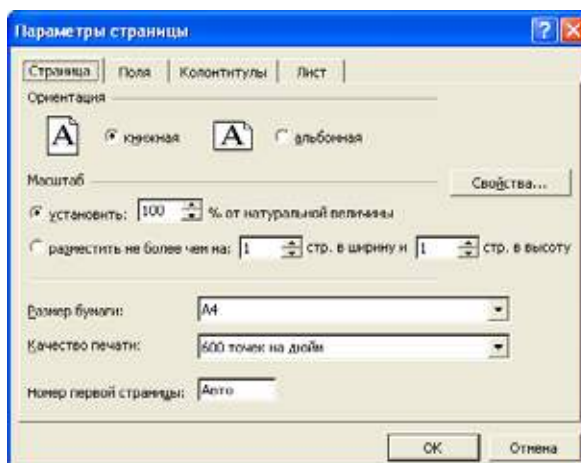 Параметры страницы
Страница Поля Колонтитулы Лист
Ориентация
A книжная A альбомная
Масштаб
Свойства...
установить: 100 % от натуральной величины
разместить не более чем на: 1 стр. в ширину и 1 стр. в высоту
Размер бумаги: A4
Качество печати: 600 точек на дюйм
Номер первой страницы: Авто
ОК Отмена